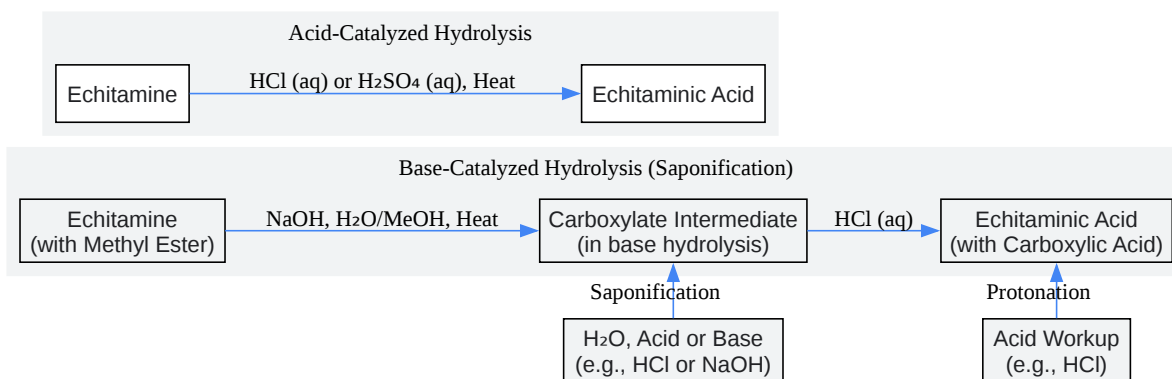 Acid-Catalyzed Hydrolysis
Echitamine
HCl (aq) or H₂SO₄ (aq), Heat
Echitaminic Acid
Base-Catalyzed Hydrolysis (Saponification)
Echitamine
(with Methyl Ester)
NaOH, H₂O/MeOH, Heat
Carboxylate Intermediate
(in base hydrolysis)
HCl (aq)
Echitaminic Acid
(with Carboxylic Acid)
Saponification
Protonation
H₂O, Acid or Base
(e.g., HCl or NaOH)
Acid Workup
(e.g., HCl)